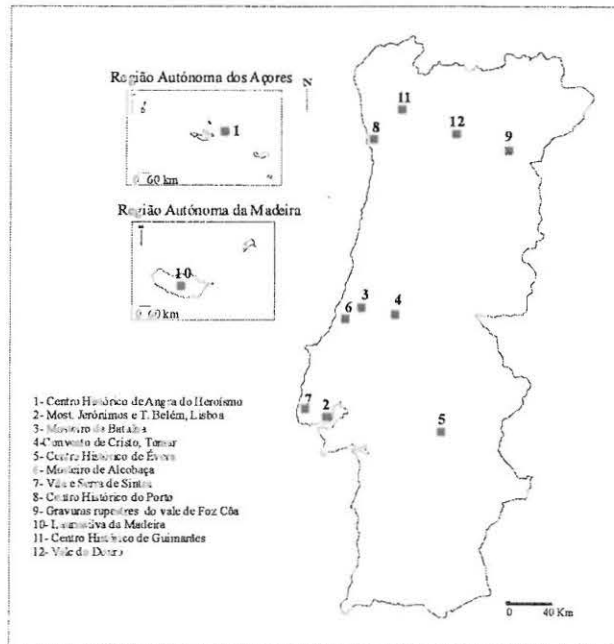 Região Autónoma dos Açores
N
1
0 60 km
Região Autónoma da Madeira
10
0 60 km
11
8
12
9
3
6
4
7
2
5
1- Centro Histórico de Angra do Heroísmo
2- Most. Jerónimos e T. Belém, Lisboa
3- Mosteiro da Batalha
4- Convento de Cristo, Tomar
5- Centro Histórico de Évora
6- Mosteiro de Alcobaça
7- Vila e Serra de Sintra
8- Centro Histórico do Porto
9- Gravuras rupestres do vale de Foz Côa
10- Laurissilva da Madeira
11- Centro Histórico de Guimarães
12- Vale do Douro
0 40 Km